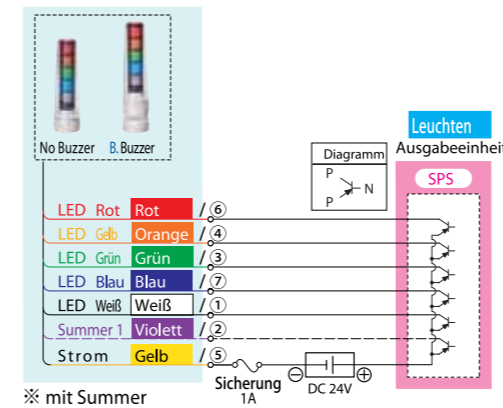 No Buzzer B. Buzzer
Leuchten
Ausgabeeinheit
SPS
Diagramm
P
N
P
LED Rot Rot / ⑥
LED Gelb Orange / ④
LED Grün Grün / ③
LED Blau Blau / ⑦
LED Weiß Weiß / ①
Summer 1 Violett / ②
Strom Gelb / ⑤
⊖ ⊕
Sicherung
1A
DC 24V
※ mit Summer